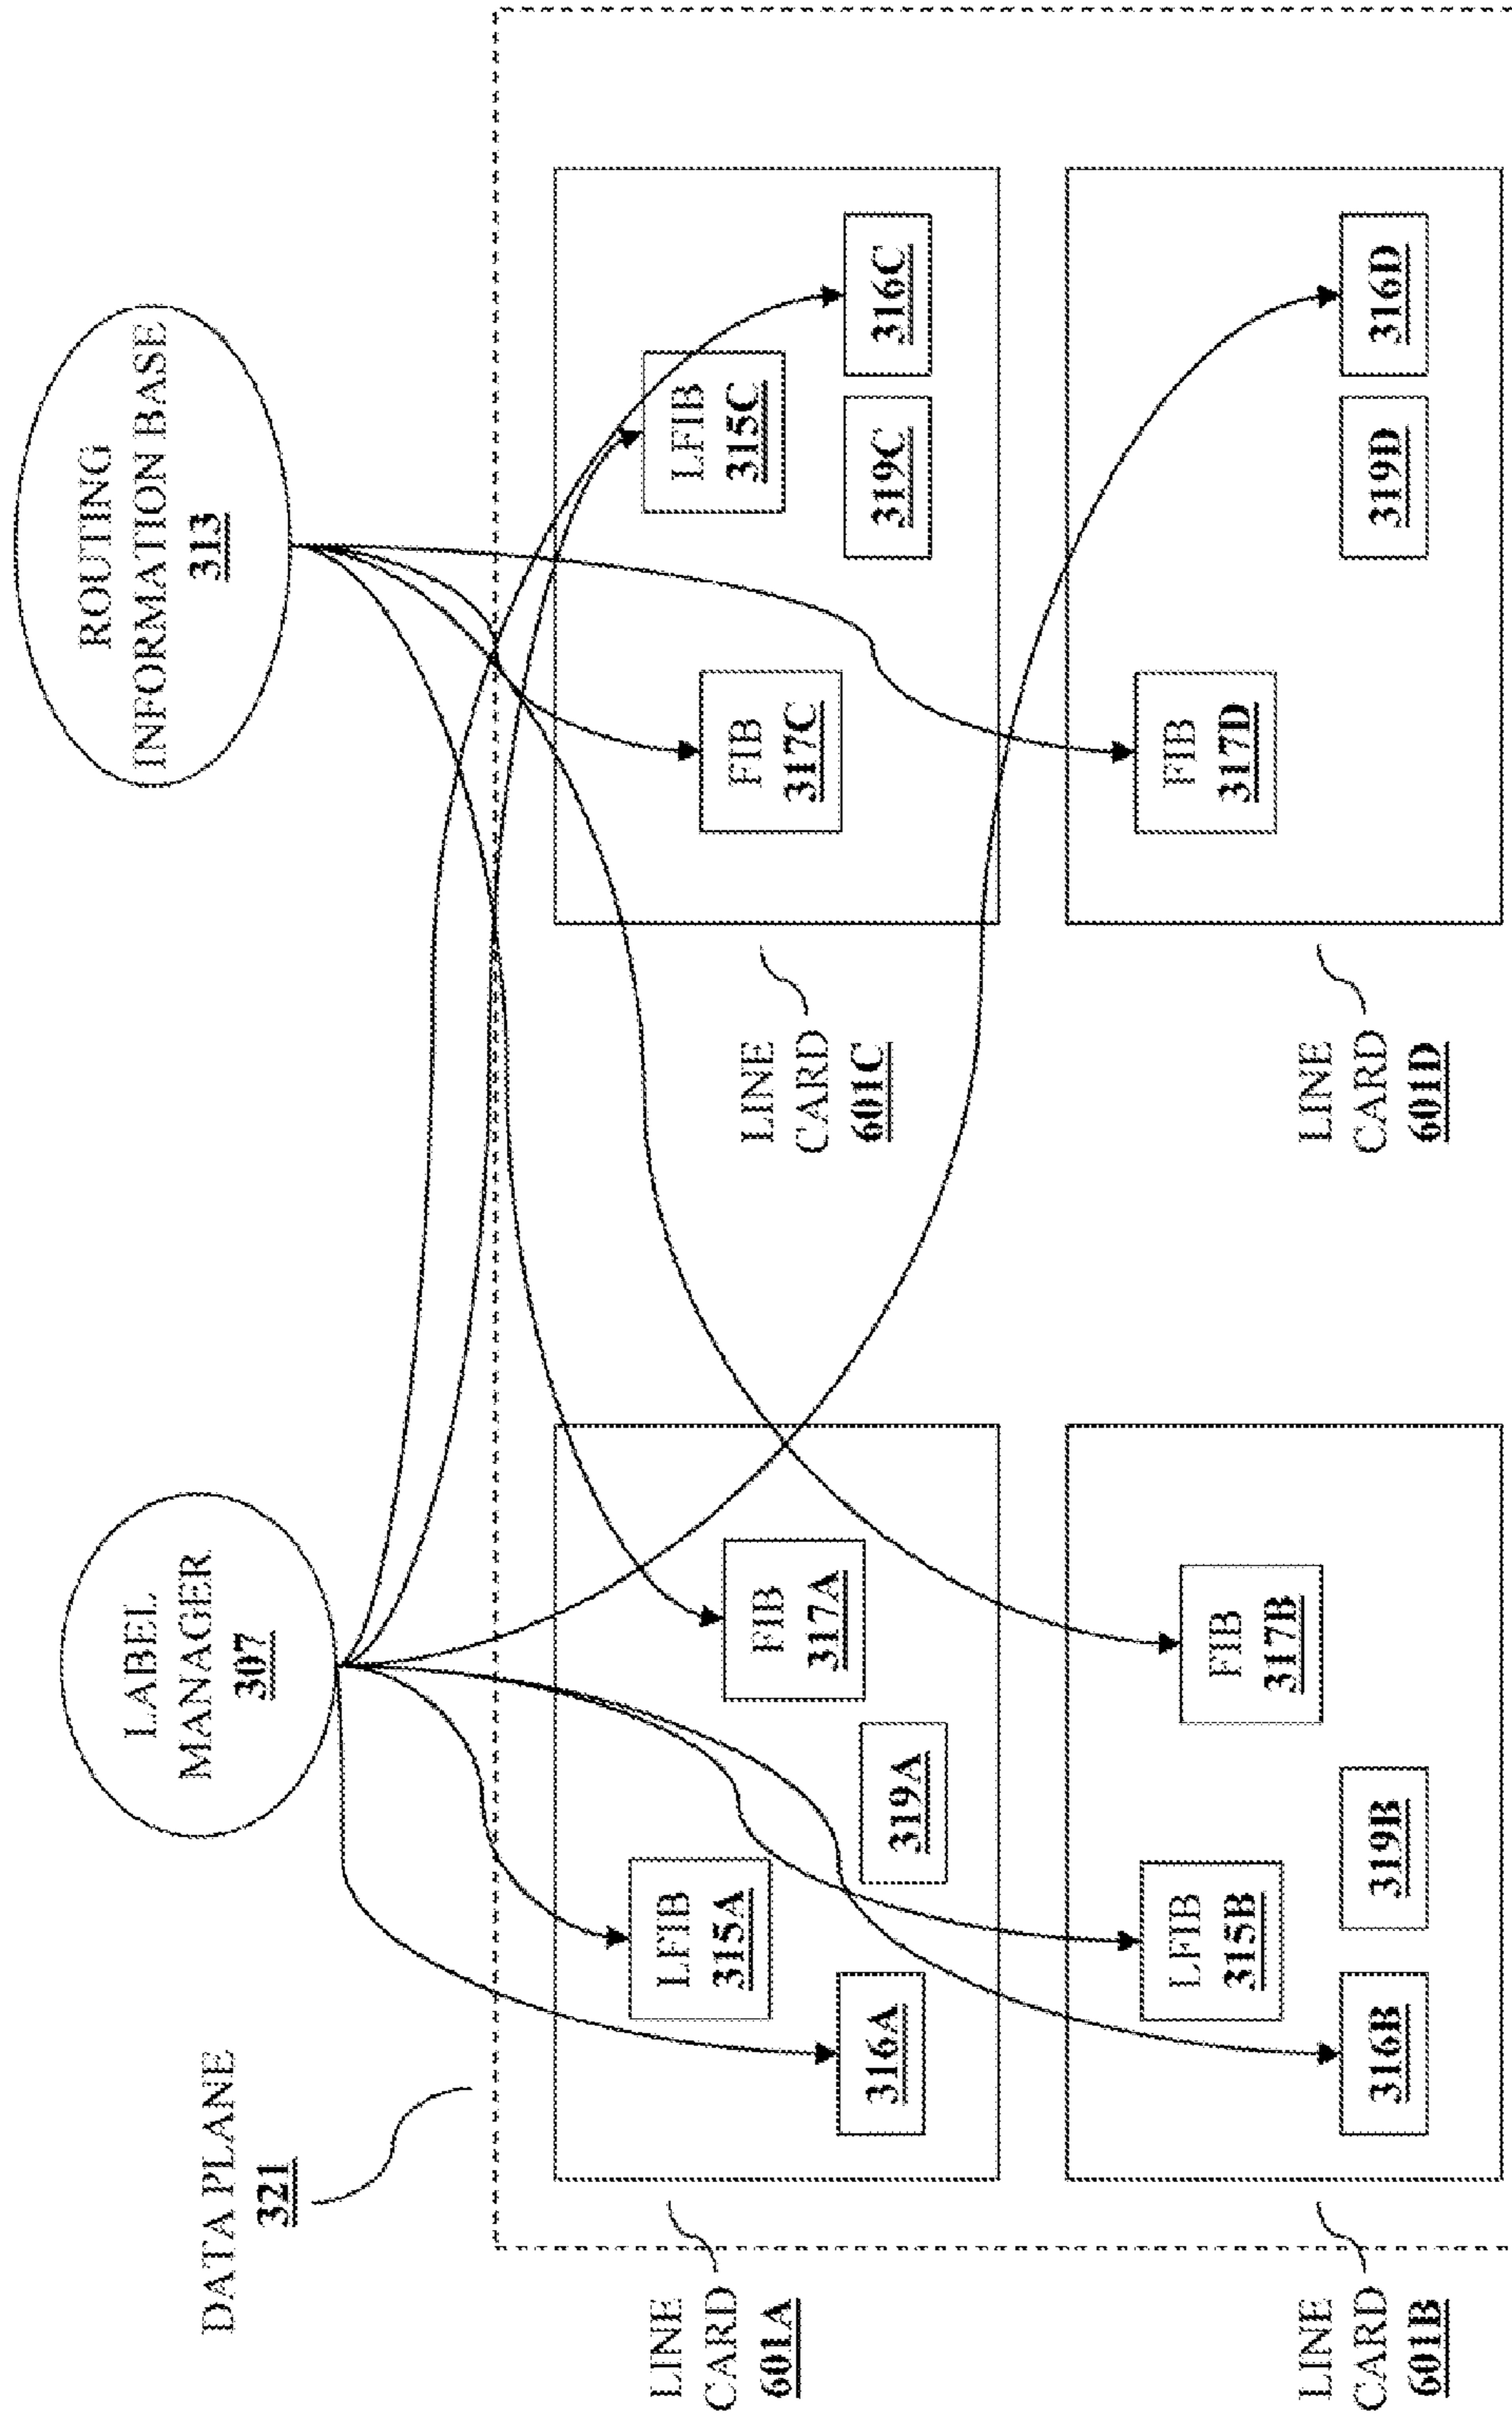 DATA PLANE
321
LABEL
MANAGER
307
ROUTING
INFORMATION BASE
313
LINE
CARD
601A
LFIB
315A
316A
319A
FIB
317A
LINE
CARD
601C
FIB
317C
LFIB
315C
319C
316C
LINE
CARD
601B
LFIB
315B
316B
319B
FIB
317B
LINE
CARD
601D
FIB
317D
319D
316D